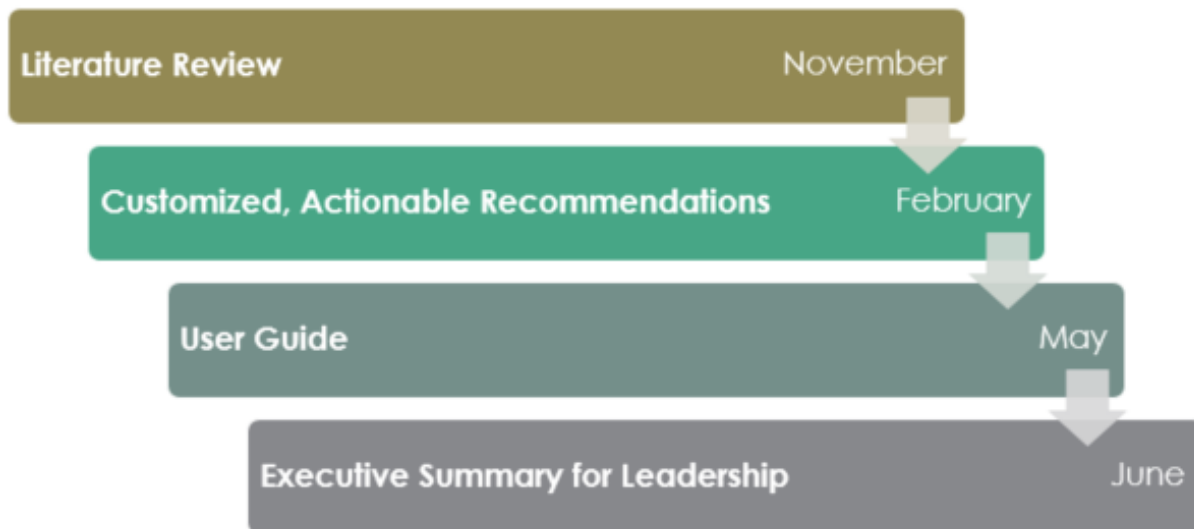 Literature Review November
Customized, Actionable Recommendations February
User Guide May
Executive Summary for Leadership June